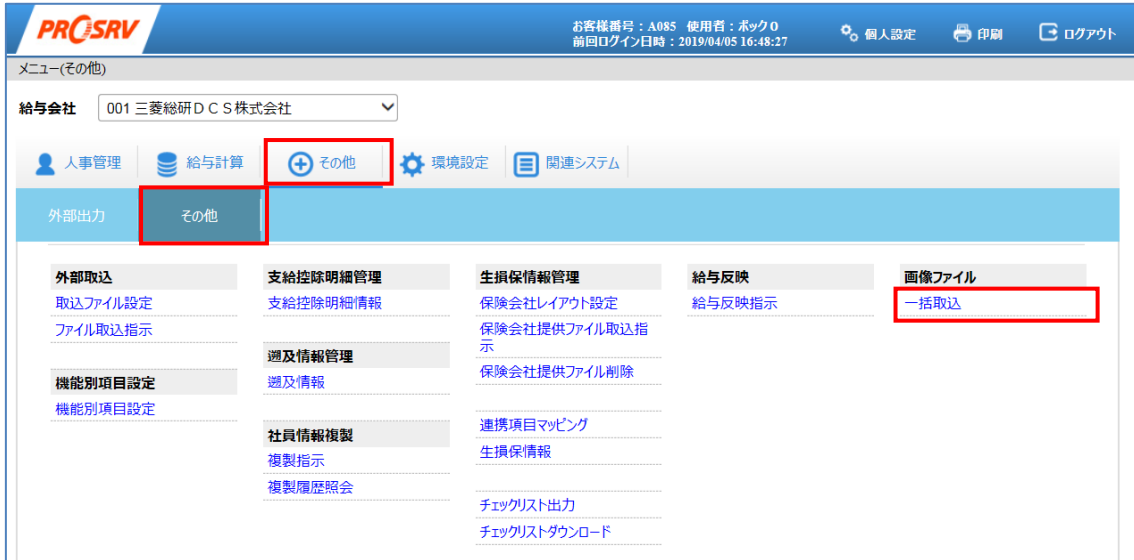 PROSRV
お客様番号：A085 使用者：ボック０
前回ログイン日時：2019/04/05 16:48:27
個人設定
印刷
ログアウト
メニュー(その他)
給与会社
001 三菱総研ＤＣＳ株式会社
人事管理
給与計算
その他
環境設定
関連システム
外部出力
その他
外部取込
取込ファイル設定
ファイル取込指示
機能別項目設定
機能別項目設定
支給控除明細管理
支給控除明細情報
遡及情報管理
遡及情報
社員情報複製
複製指示
複製履歴照会
生損保情報管理
保険会社レイアウト設定
保険会社提供ファイル取込指
示
保険会社提供ファイル削除
連携項目マッピング
生損保情報
チェックリスト出力
チェックリストダウンロード
給与反映
給与反映指示
画像ファイル
一括取込